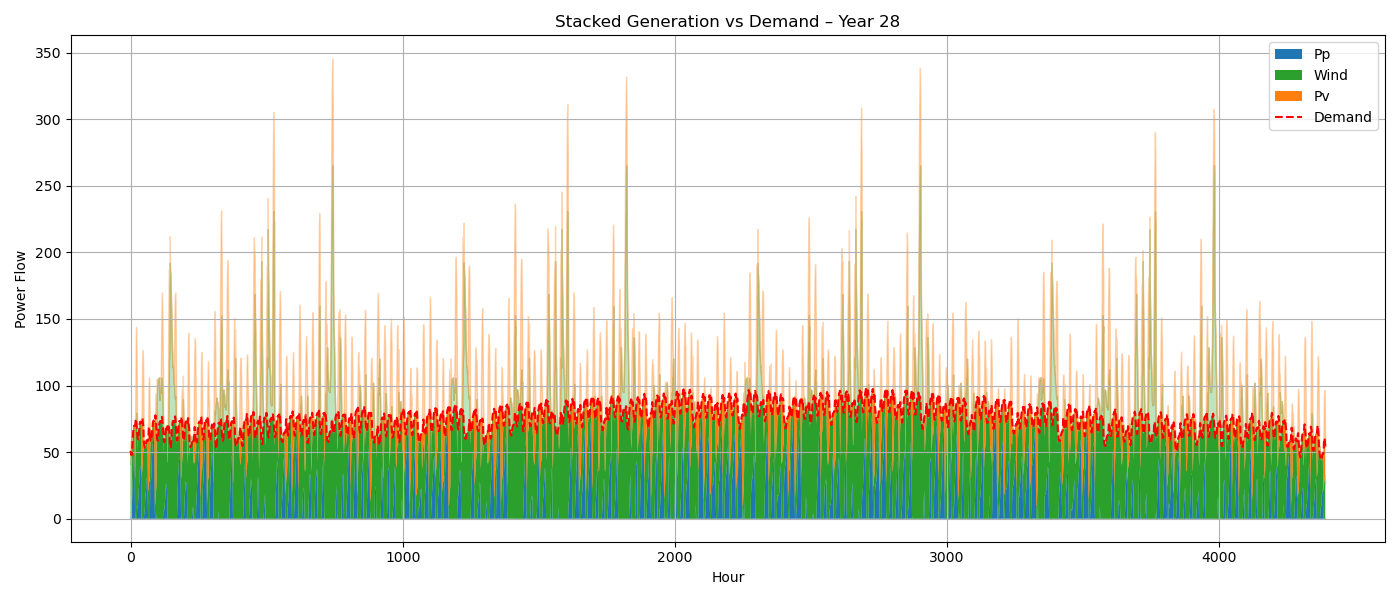 Stacked Generation vs Demand – Year 28
Power Flow
350
300
250
200
150
100
50
0
Pp
Wind
Pv
Demand
0 1000 2000 3000 4000
Hour